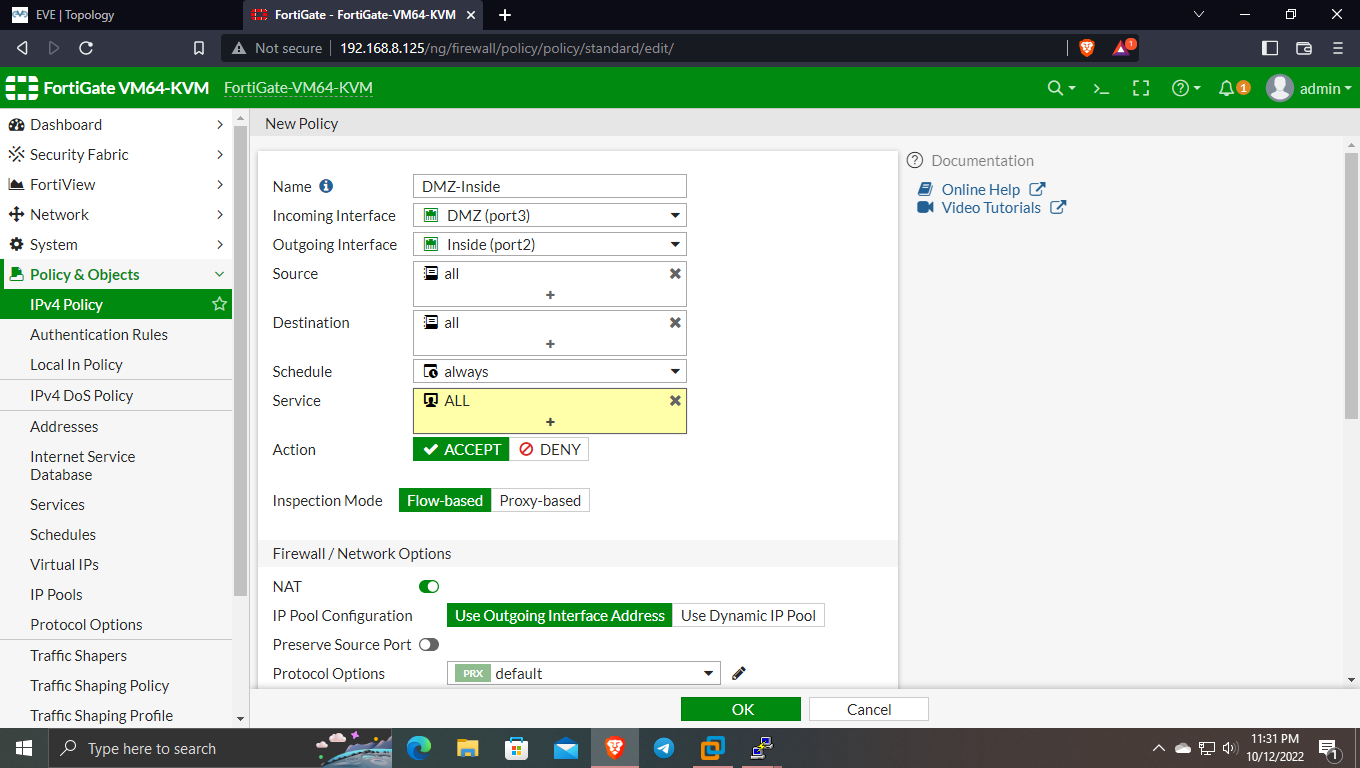 EVE | Topology
FortiGate - FortiGate-VM64-KVM
Not secure
192.168.8.125/ng/firewall/policy/policy/standard/edit/
1
FortiGate VM64-KVM
FortiGate-VM64-KVM
1
admin
Dashboard
Security Fabric
FortiView
Network
System
Policy & Objects
IPv4 Policy
Authentication Rules
Local In Policy
IPv4 DoS Policy
Addresses
Internet Service
Database
Services
Schedules
Virtual IPs
IP Pools
Protocol Options
Traffic Shapers
Traffic Shaping Policy
Traffic Shaping Profile
New Policy
Name DMZ-Inside
Incoming Interface DMZ (port3)
Outgoing Interface Inside (port2)
Source all
+
Destination all
+
Schedule always
Service ALL
+
Action ACCEPT DENY
Inspection Mode Flow-based Proxy-based
Firewall / Network Options
NAT
IP Pool Configuration Use Outgoing Interface Address Use Dynamic IP Pool
Preserve Source Port
Protocol Options PRX default
OK Cancel
Documentation
Online Help
Video Tutorials
Type here to search
11:31 PM
10/12/2022
1